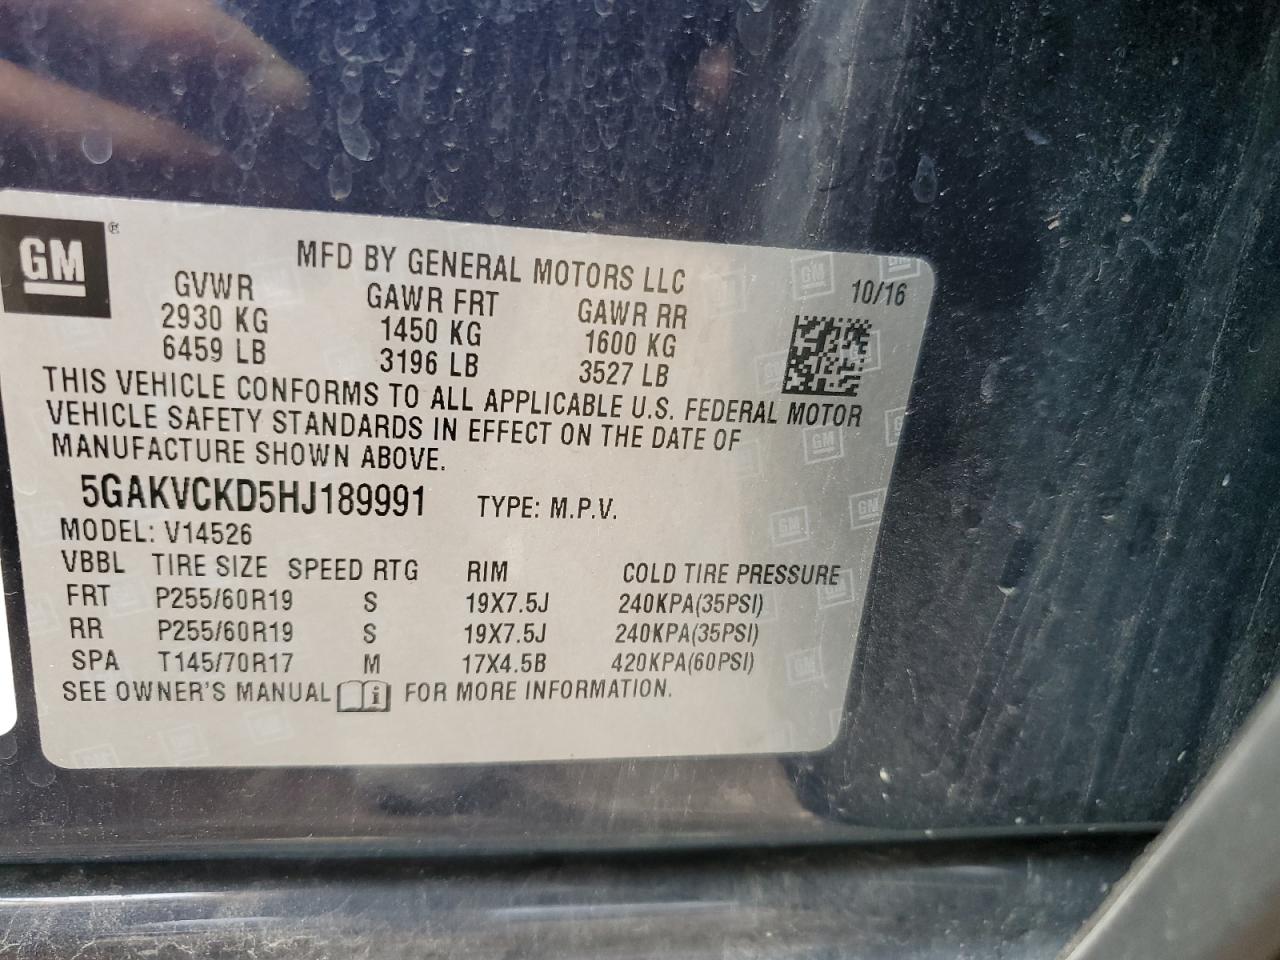 GM ®
MFD BY GENERAL MOTORS LLC 10/16
GVWR GAWR FRT GAWR RR
2930 KG 1450 KG 1600 KG
6459 LB 3196 LB 3527 LB
THIS VEHICLE CONFORMS TO ALL APPLICABLE U.S. FEDERAL MOTOR
VEHICLE SAFETY STANDARDS IN EFFECT ON THE DATE OF
MANUFACTURE SHOWN ABOVE.
5GAKVCKD5HJ189991 TYPE: M.P.V.
MODEL: V14526
VBBL TIRE SIZE SPEED RTG RIM COLD TIRE PRESSURE
FRT P255/60R19 S 19X7.5J 240KPA(35PSI)
RR P255/60R19 S 19X7.5J 240KPA(35PSI)
SPA T145/70R17 M 17X4.5B 420KPA(60PSI)
SEE OWNER'S MANUAL i FOR MORE INFORMATION.